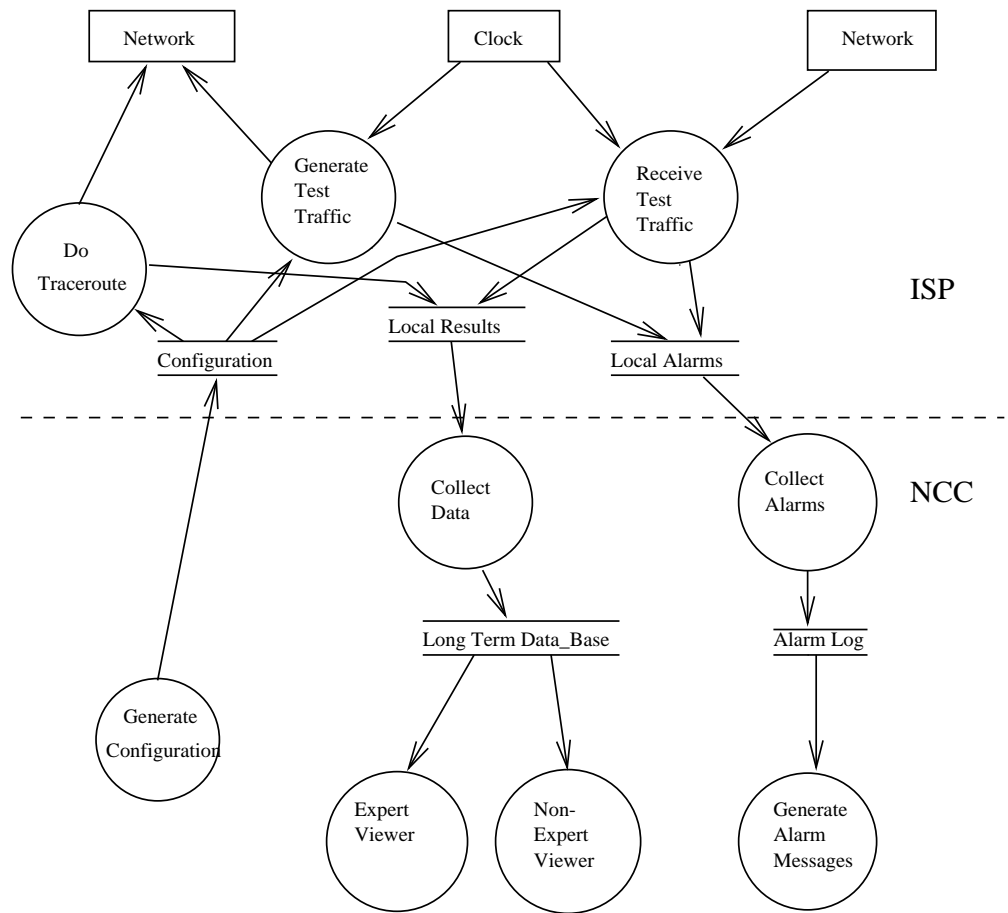 Network
Clock
Network
Generate
Test
Traffic
Receive
Test
Traffic
Do
Traceroute
ISP
Local Results
Configuration
Local Alarms
Collect
Data
Collect
Alarms
NCC
Long Term Data_Base
Alarm Log
Generate
Configuration
Expert
Viewer
Non-
Expert
Viewer
Generate
Alarm
Messages